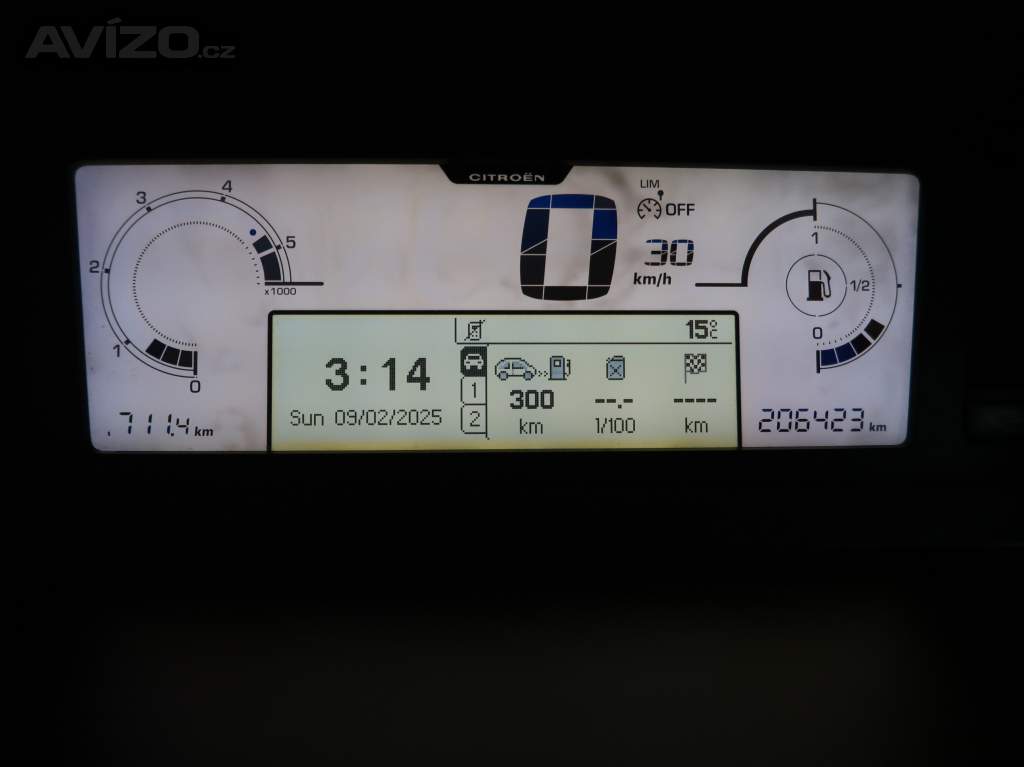 AVÍZO.cz
CITROËN
4
3
5
2
x1000
1
0
711.4 km
LIM
OFF
0
30
km/h
1
1/2
0
15°C
3:14
Sun 09/02/2025
1
2
300
--.-
----
km
1/100
km
206423 km